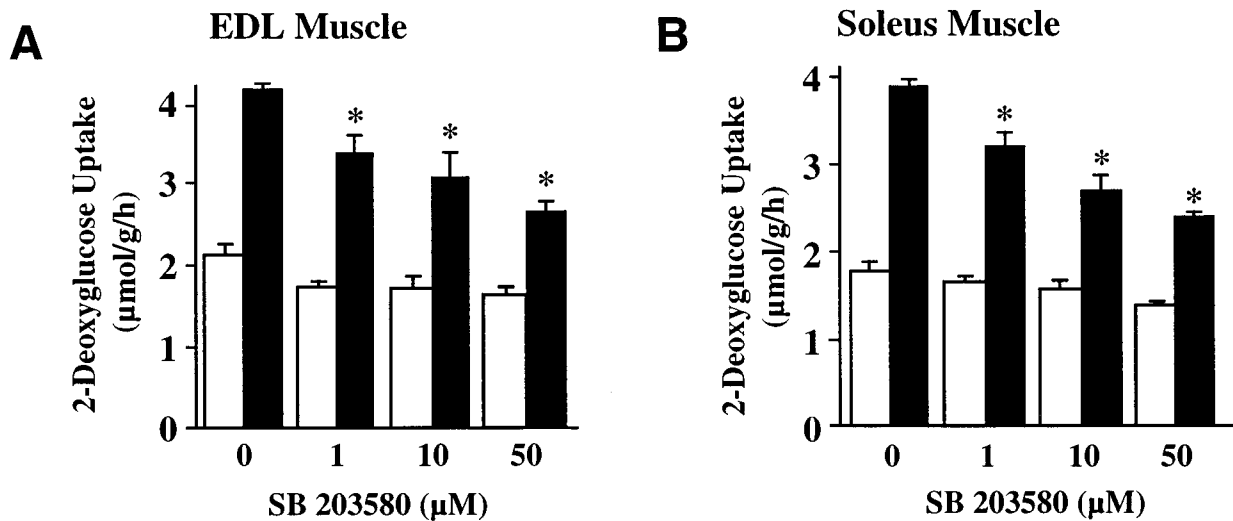 A
EDL Muscle
2-Deoxyglucose Uptake
(µmol/g/h)
4
3
2
1
0
*
*
*
0 1 10 50
SB 203580 (µM)
B
Soleus Muscle
2-Deoxyglucose Uptake
(µmol/g/h)
4
3
2
1
0
*
*
*
0 1 10 50
SB 203580 (µM)